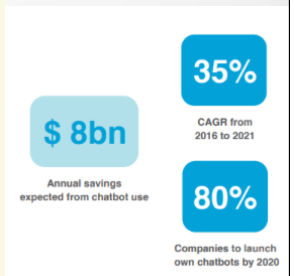 $ 8bn
Annual savings
expected from chatbot use
35%
CAGR from
2016 to 2021
80%
Companies to launch
own chatbots by 2020